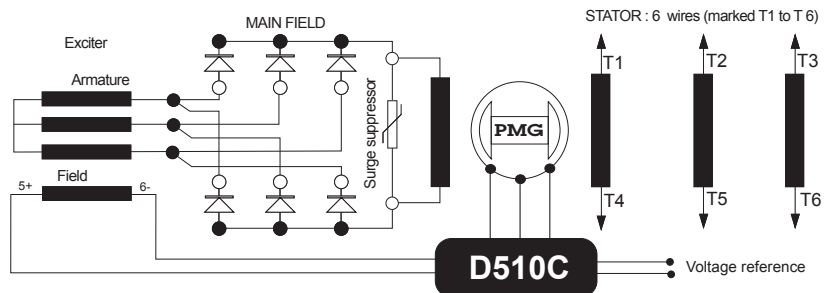 STATOR : 6 wires (marked T1 to T 6)
MAIN FIELD
Exciter
Armature
Field
5+
6-
Surge suppressor
PMG
T1
T2
T3
T4
T5
T6
D510C
Voltage reference